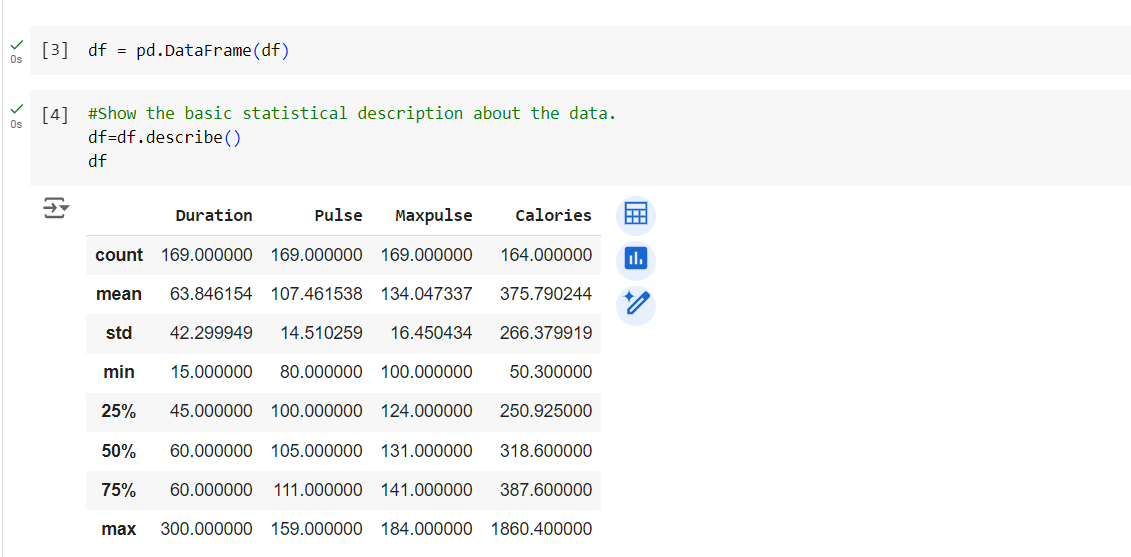 [3] df = pd.DataFrame(df)
0s
[4] #Show the basic statistical description about the data.
0s
df=df.describe()
df
Duration Pulse Maxpulse Calories
count 169.000000 169.000000 169.000000 164.000000
mean 63.846154 107.461538 134.047337 375.790244
std 42.299949 14.510259 16.450434 266.379919
min 15.000000 80.000000 100.000000 50.300000
25% 45.000000 100.000000 124.000000 250.925000
50% 60.000000 105.000000 131.000000 318.600000
75% 60.000000 111.000000 141.000000 387.600000
max 300.000000 159.000000 184.000000 1860.400000